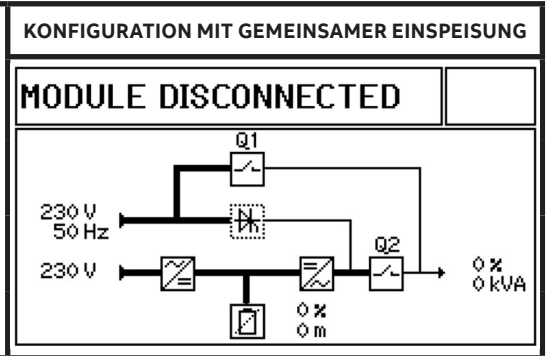 KONFIGURATION MIT GEMEINSAMER EINSPEISUNG
MODULE DISCONNECTED
Q1
230 V
50 Hz
Q2
230 V
0 %
0 kVA
0 %
0 m